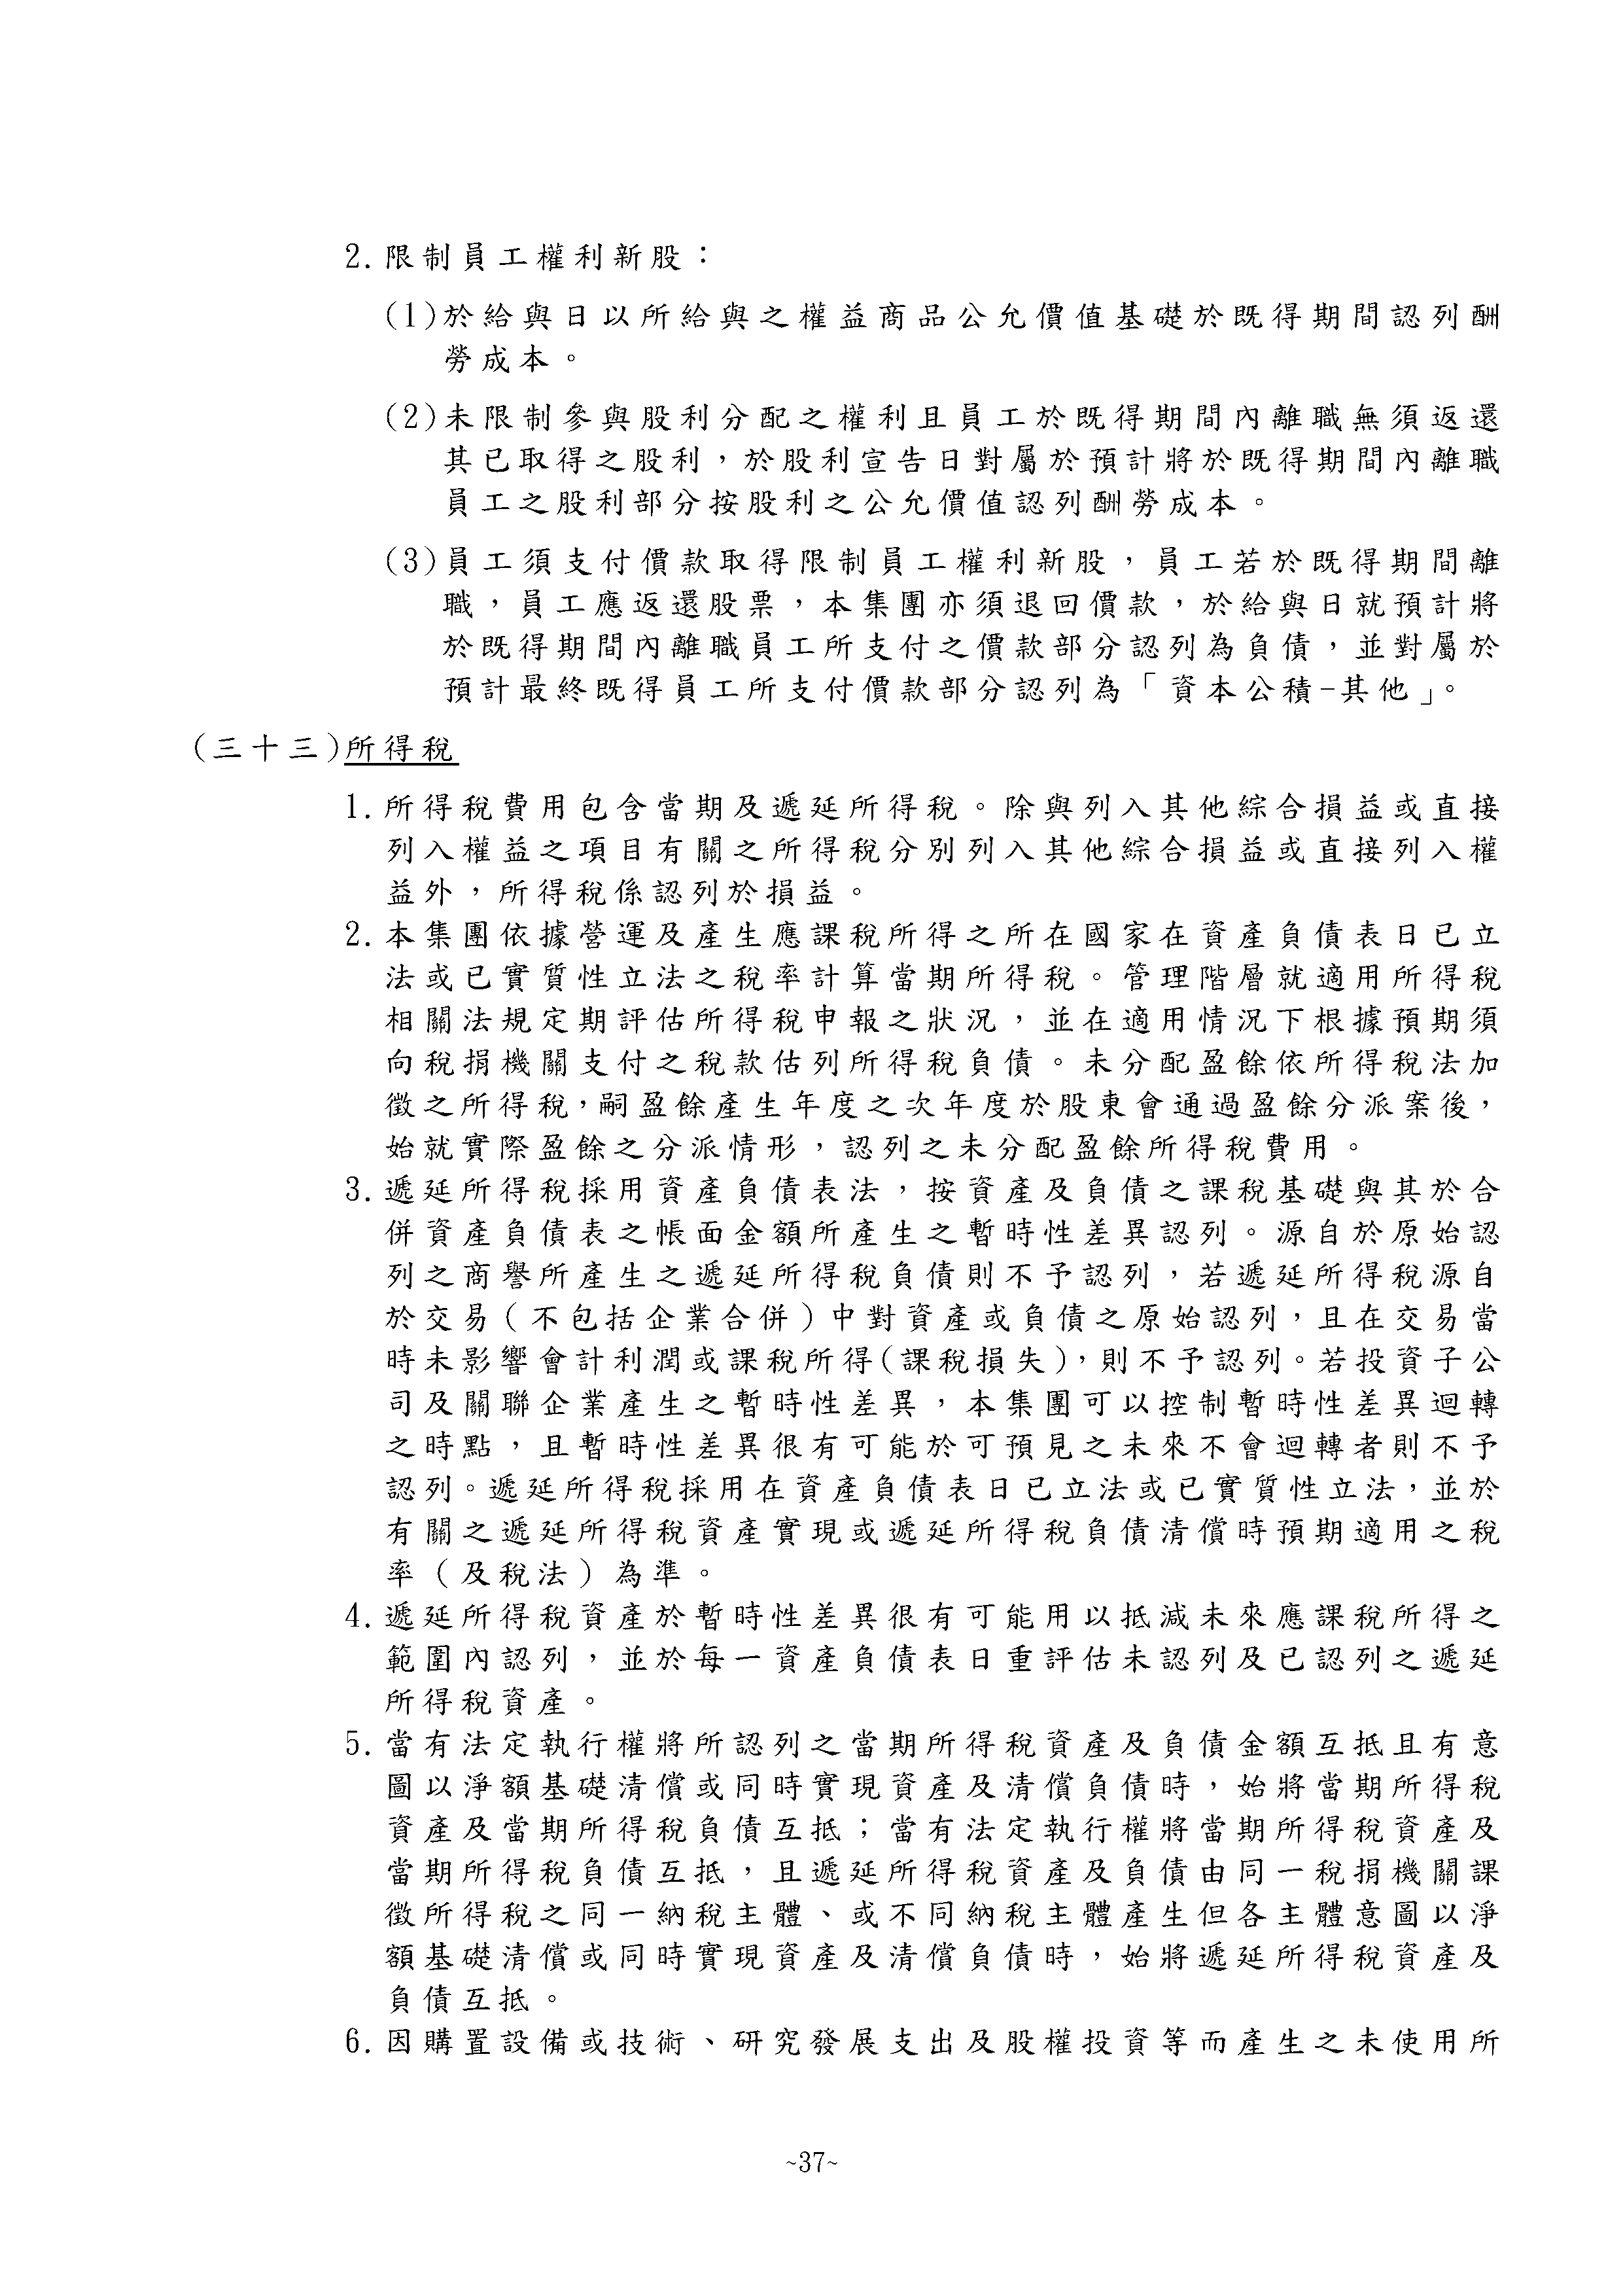 2.限制員工權利新股：
(1)於給與日以所給與之權益商品公允價值基礎於既得期間認列酬
勞成本。
(2)未限制參與股利分配之權利且員工於既得期間內離職無須返還
其已取得之股利，於股利宣告日對屬於預計將於既得期間內離職
員工之股利部分按股利之公允價值認列酬勞成本。
(3)員工須支付價款取得限制員工權利新股，員工若於既得期間離
職，員工應返還股票，本集團亦須退回價款，於給與日就預計將
於既得期間內離職員工所支付之價款部分認列為負債，並對屬於
預計最終既得員工所支付價款部分認列為「資本公積-其他」。
(三十三)所得稅
1.所得稅費用包含當期及遞延所得稅。除與列入其他綜合損益或直接
列入權益之項目有關之所得稅分別列入其他綜合損益或直接列入權
益外，所得稅係認列於損益。
2.本集團依據營運及產生應課稅所得之所在國家在資產負債表日已立
法或已實質性立法之稅率計算當期所得稅。管理階層就適用所得稅
相關法規定期評估所得稅申報之狀況，並在適用情況下根據預期須
向稅捐機關支付之稅款估列所得稅負債。未分配盈餘依所得稅法加
徵之所得稅，嗣盈餘產生年度之次年度於股東會通過盈餘分派案後，
始就實際盈餘之分派情形，認列之未分配盈餘所得稅費用。
3.遞延所得稅採用資產負債表法，按資產及負債之課稅基礎與其於合
併資產負債表之帳面金額所產生之暫時性差異認列。源自於原始認
列之商譽所產生之遞延所得稅負債則不予認列，若遞延所得稅源自
於交易（不包括企業合併）中對資產或負債之原始認列，且在交易當
時未影響會計利潤或課稅所得(課稅損失)，則不予認列。若投資子公
司及關聯企業產生之暫時性差異，本集團可以控制暫時性差異迴轉
之時點，且暫時性差異很有可能於可預見之未來不會迴轉者則不予
認列。遞延所得稅採用在資產負債表日已立法或已實質性立法，並於
有關之遞延所得稅資產實現或遞延所得稅負債清償時預期適用之稅
率（及稅法）為準。
4.遞延所得稅資產於暫時性差異很有可能用以抵減未來應課稅所得之
範圍內認列，並於每一資產負債表日重評估未認列及已認列之遞延
所得稅資產。
5.當有法定執行權將所認列之當期所得稅資產及負債金額互抵且有意
圖以淨額基礎清償或同時實現資產及清償負債時，始將當期所得稅
資產及當期所得稅負債互抵；當有法定執行權將當期所得稅資產及
當期所得稅負債互抵，且遞延所得稅資產及負債由同一稅捐機關課
徵所得稅之同一納稅主體、或不同納稅主體產生但各主體意圖以淨
額基礎清償或同時實現資產及清償負債時，始將遞延所得稅資產及
負債互抵。
6.因購置設備或技術、研究發展支出及股權投資等而產生之未使用所
~37~